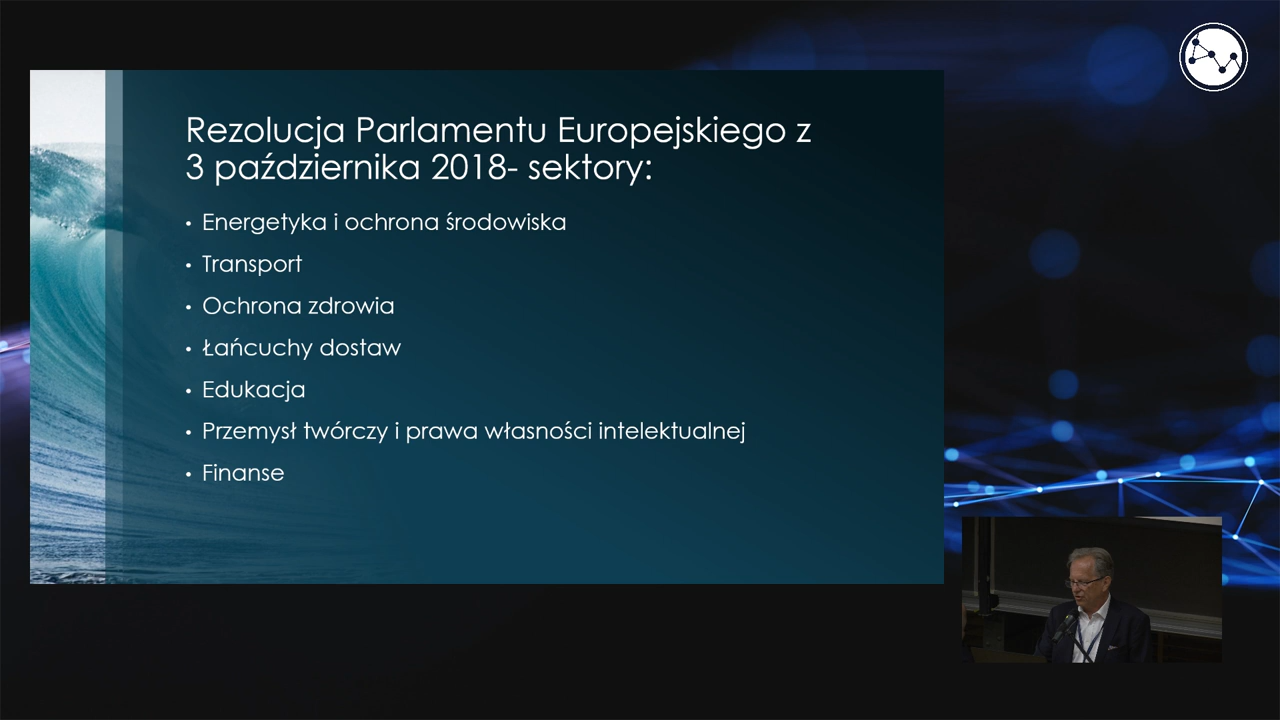 Rezolucja Parlamentu Europejskiego z
3 października 2018- sektory:
• Energetyka i ochrona środowiska
• Transport
• Ochrona zdrowia
• Łańcuchy dostaw
• Edukacja
• Przemysł twórczy i prawa własności intelektualnej
• Finanse